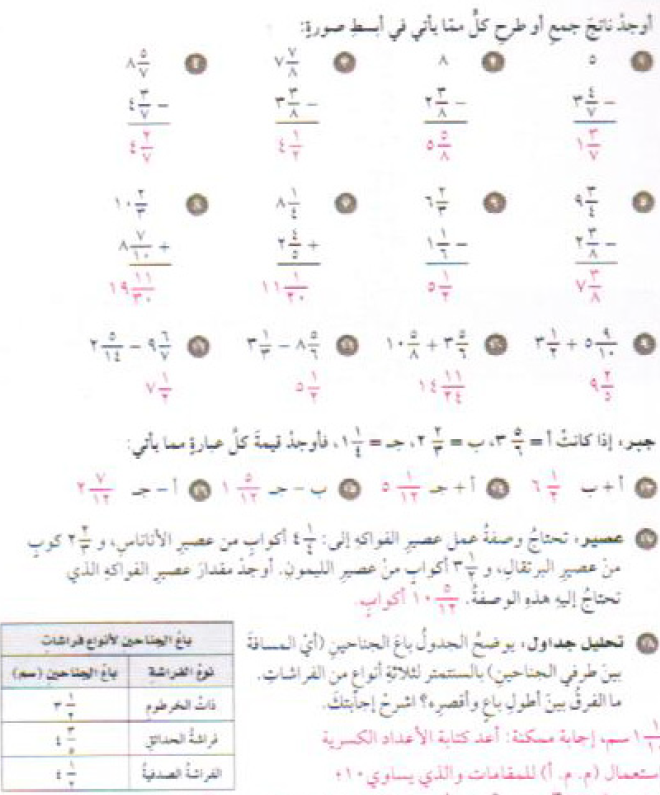 أوجدْ ناتجَ جمعِ أو طرحِ كلٍّ ممّا يأتي في أبسطِ صورةٍ:
١ ٥ − ٣ ٤/٧ = ١ ٣/٧
٢ ٨ − ٢ ٣/٨ = ٥ ٥/٨
٣ ٧ ٧/٨ − ٣ ٣/٨ = ٤ ١/٢
٤ ٨ ٥/٧ − ٤ ٣/٧ = ٤ ٢/٧
٥ ٩ ٣/٤ − ٢ ٣/٨ = ٧ ٣/٨
٦ ٦ ٢/٣ − ١ ١/٦ = ٥ ١/٢
٧ ٨ ١/٤ + ٢ ٤/٥ = ١١ ١/٢٠
٨ ١٠ ٢/٣ + ٨ ٧/١٠ = ١٩ ١١/٣٠
٩ ٥ ٩/١٠ + ٣ ١/٢ ٩ ٢/٥
١٠ ٣ ٥/٦ + ١٠ ٥/٨ ١٤ ١١/٢٤
١١ ٨ ٥/٦ − ٣ ١/٣ ٥ ١/٢
١٢ ٩ ٦/٧ − ٢ ٥/١٤ ٧ ١/٢
جبر، إذا كانتْ أ = ٣ ٥/٦، ب = ٢ ٢/٣، جـ = ١ ١/٤، فأوجدْ قيمةَ كلِّ عبارةٍ مما يأتي:
١٣ أ + ب ٦ ١/٢ ١٤ أ + جـ ٥ ١/١٢ ١٥ ب − جـ ١ ٥/١٢ ١٦ أ − جـ ٢ ٧/١٢
١٧ عصير، تحتاجُ وصفةُ عمل عصير الفواكه إلى: ٤ ١/٤ أكوابٍ من عصيرِ الأناناسِ، و ٢ ٢/٣ كوبٍ
منْ عصيرِ البرتقالِ، و ٣ ١/٢ أكوابٍ منْ عصيرِ الليمونِ. أوجدْ مقدارَ عصيرِ الفواكهِ الذي
تحتاجُ إليهِ هذهِ الوصفةُ. ١٠ ٥/١٢ أكوابٍ.
١٨ تحليل جداول، يوضحُ الجدولُ باعَ الجناحينِ (أيْ المسافةَ
بينَ طرفي الجناحينِ) بالسنتمترِ لثلاثةِ أنواعٍ من الفراشاتِ.
ما الفرقُ بينَ أطولِ باعٍ وأقصرِه؟ اشرحْ إجابتكَ.
١ ١/١٠ سم، إجابة ممكنة: أعد كتابة الأعداد الكسرية
استعمال (م. م. أ) للمقامات والذي يساوي ١٠؛
باعُ الجناحين لأنواع فراشات
نوعُ الفراشة باعُ الجناحين (سم)
ذاتُ الخرطوم ٣ ١/٢
فراشةُ الحدائق ٤ ٣/٥
الفراشةُ الصدفيةُ ٤ ١/٢